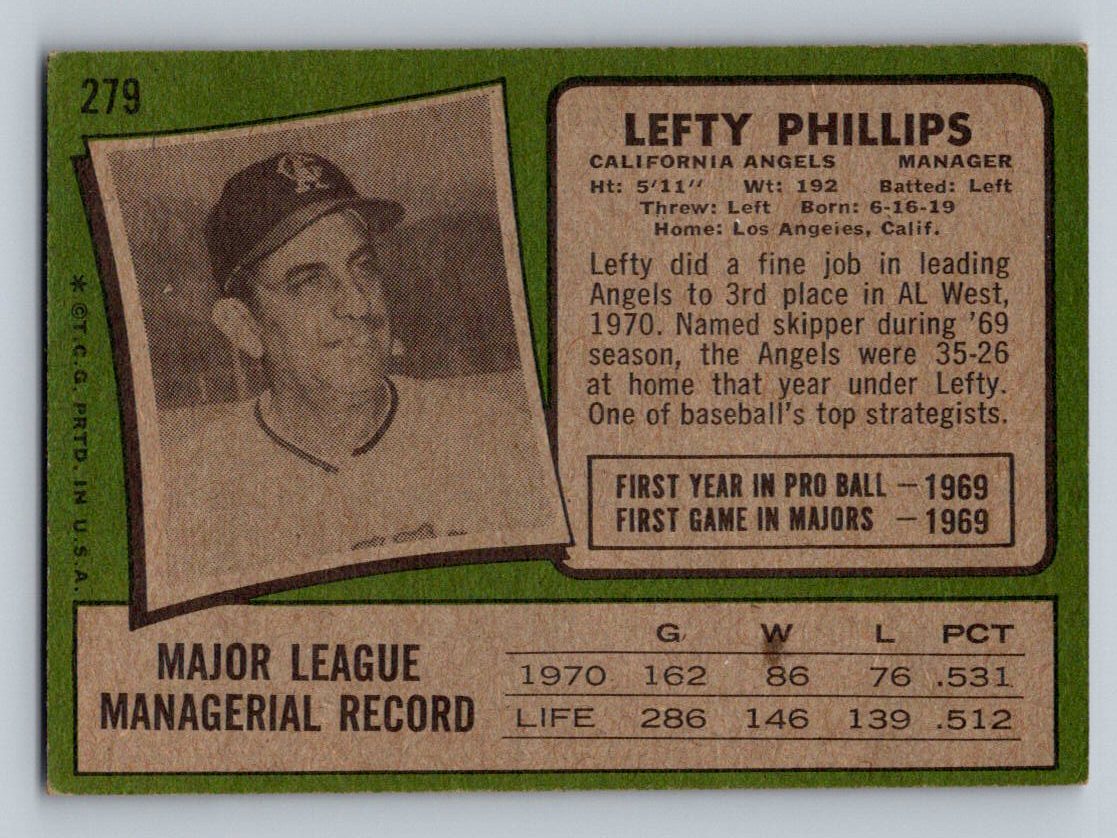 279
LEFTY PHILLIPS
CALIFORNIA ANGELS MANAGER
Ht: 5'11" Wt: 192 Batted: Left
Threw: Left Born: 6-16-19
Home: Los Angeies, Calif.
Lefty did a fine job in leading
Angels to 3rd place in AL West,
1970. Named skipper during '69
season, the Angels were 35-26
at home that year under Lefty.
One of baseball's top strategists.
FIRST YEAR IN PRO BALL — 1969
FIRST GAME IN MAJORS — 1969
* ©T.C.G. PRTD. IN U.S.A.
MAJOR LEAGUE
MANAGERIAL RECORD
G W L PCT
1970 162 86 76 .531
LIFE 286 146 139 .512